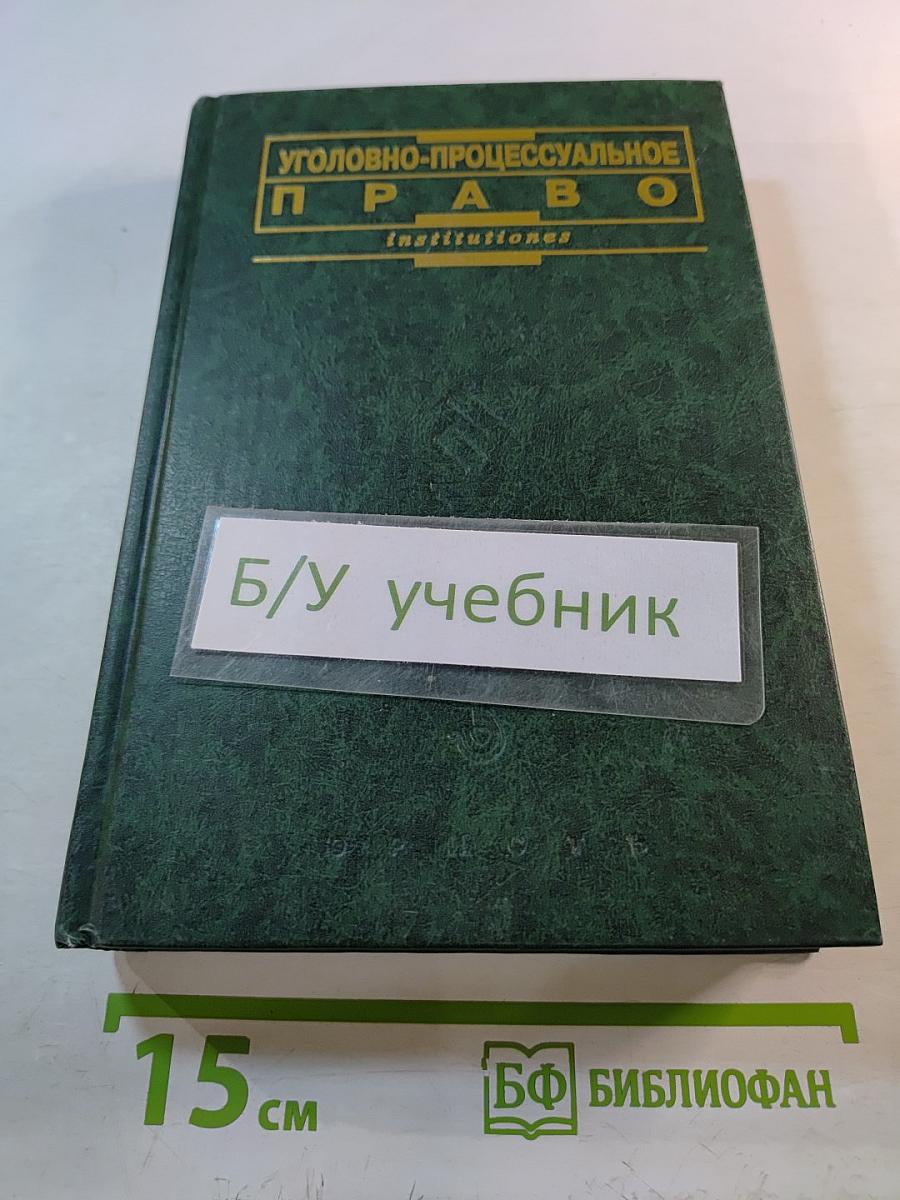 УГОЛОВНО-ПРОЦЕССУАЛЬНОЕ
ПРАВО
institutiones
Б/У учебник
15 см
БФ БИБЛИОФАН